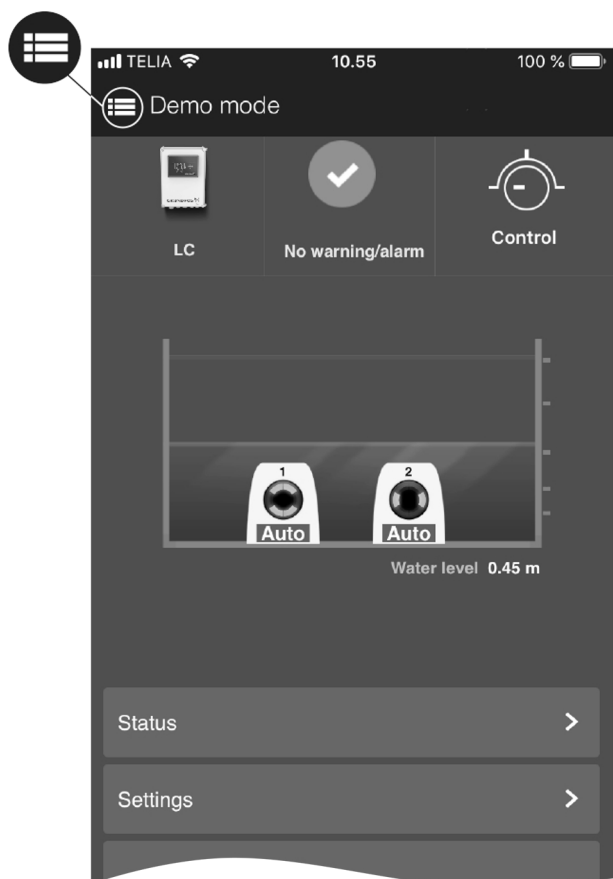 TELIA 10.55 100 %
Demo mode
LC
No warning/alarm
Control
1 2
Auto Auto
Water level 0.45 m
Status
Settings